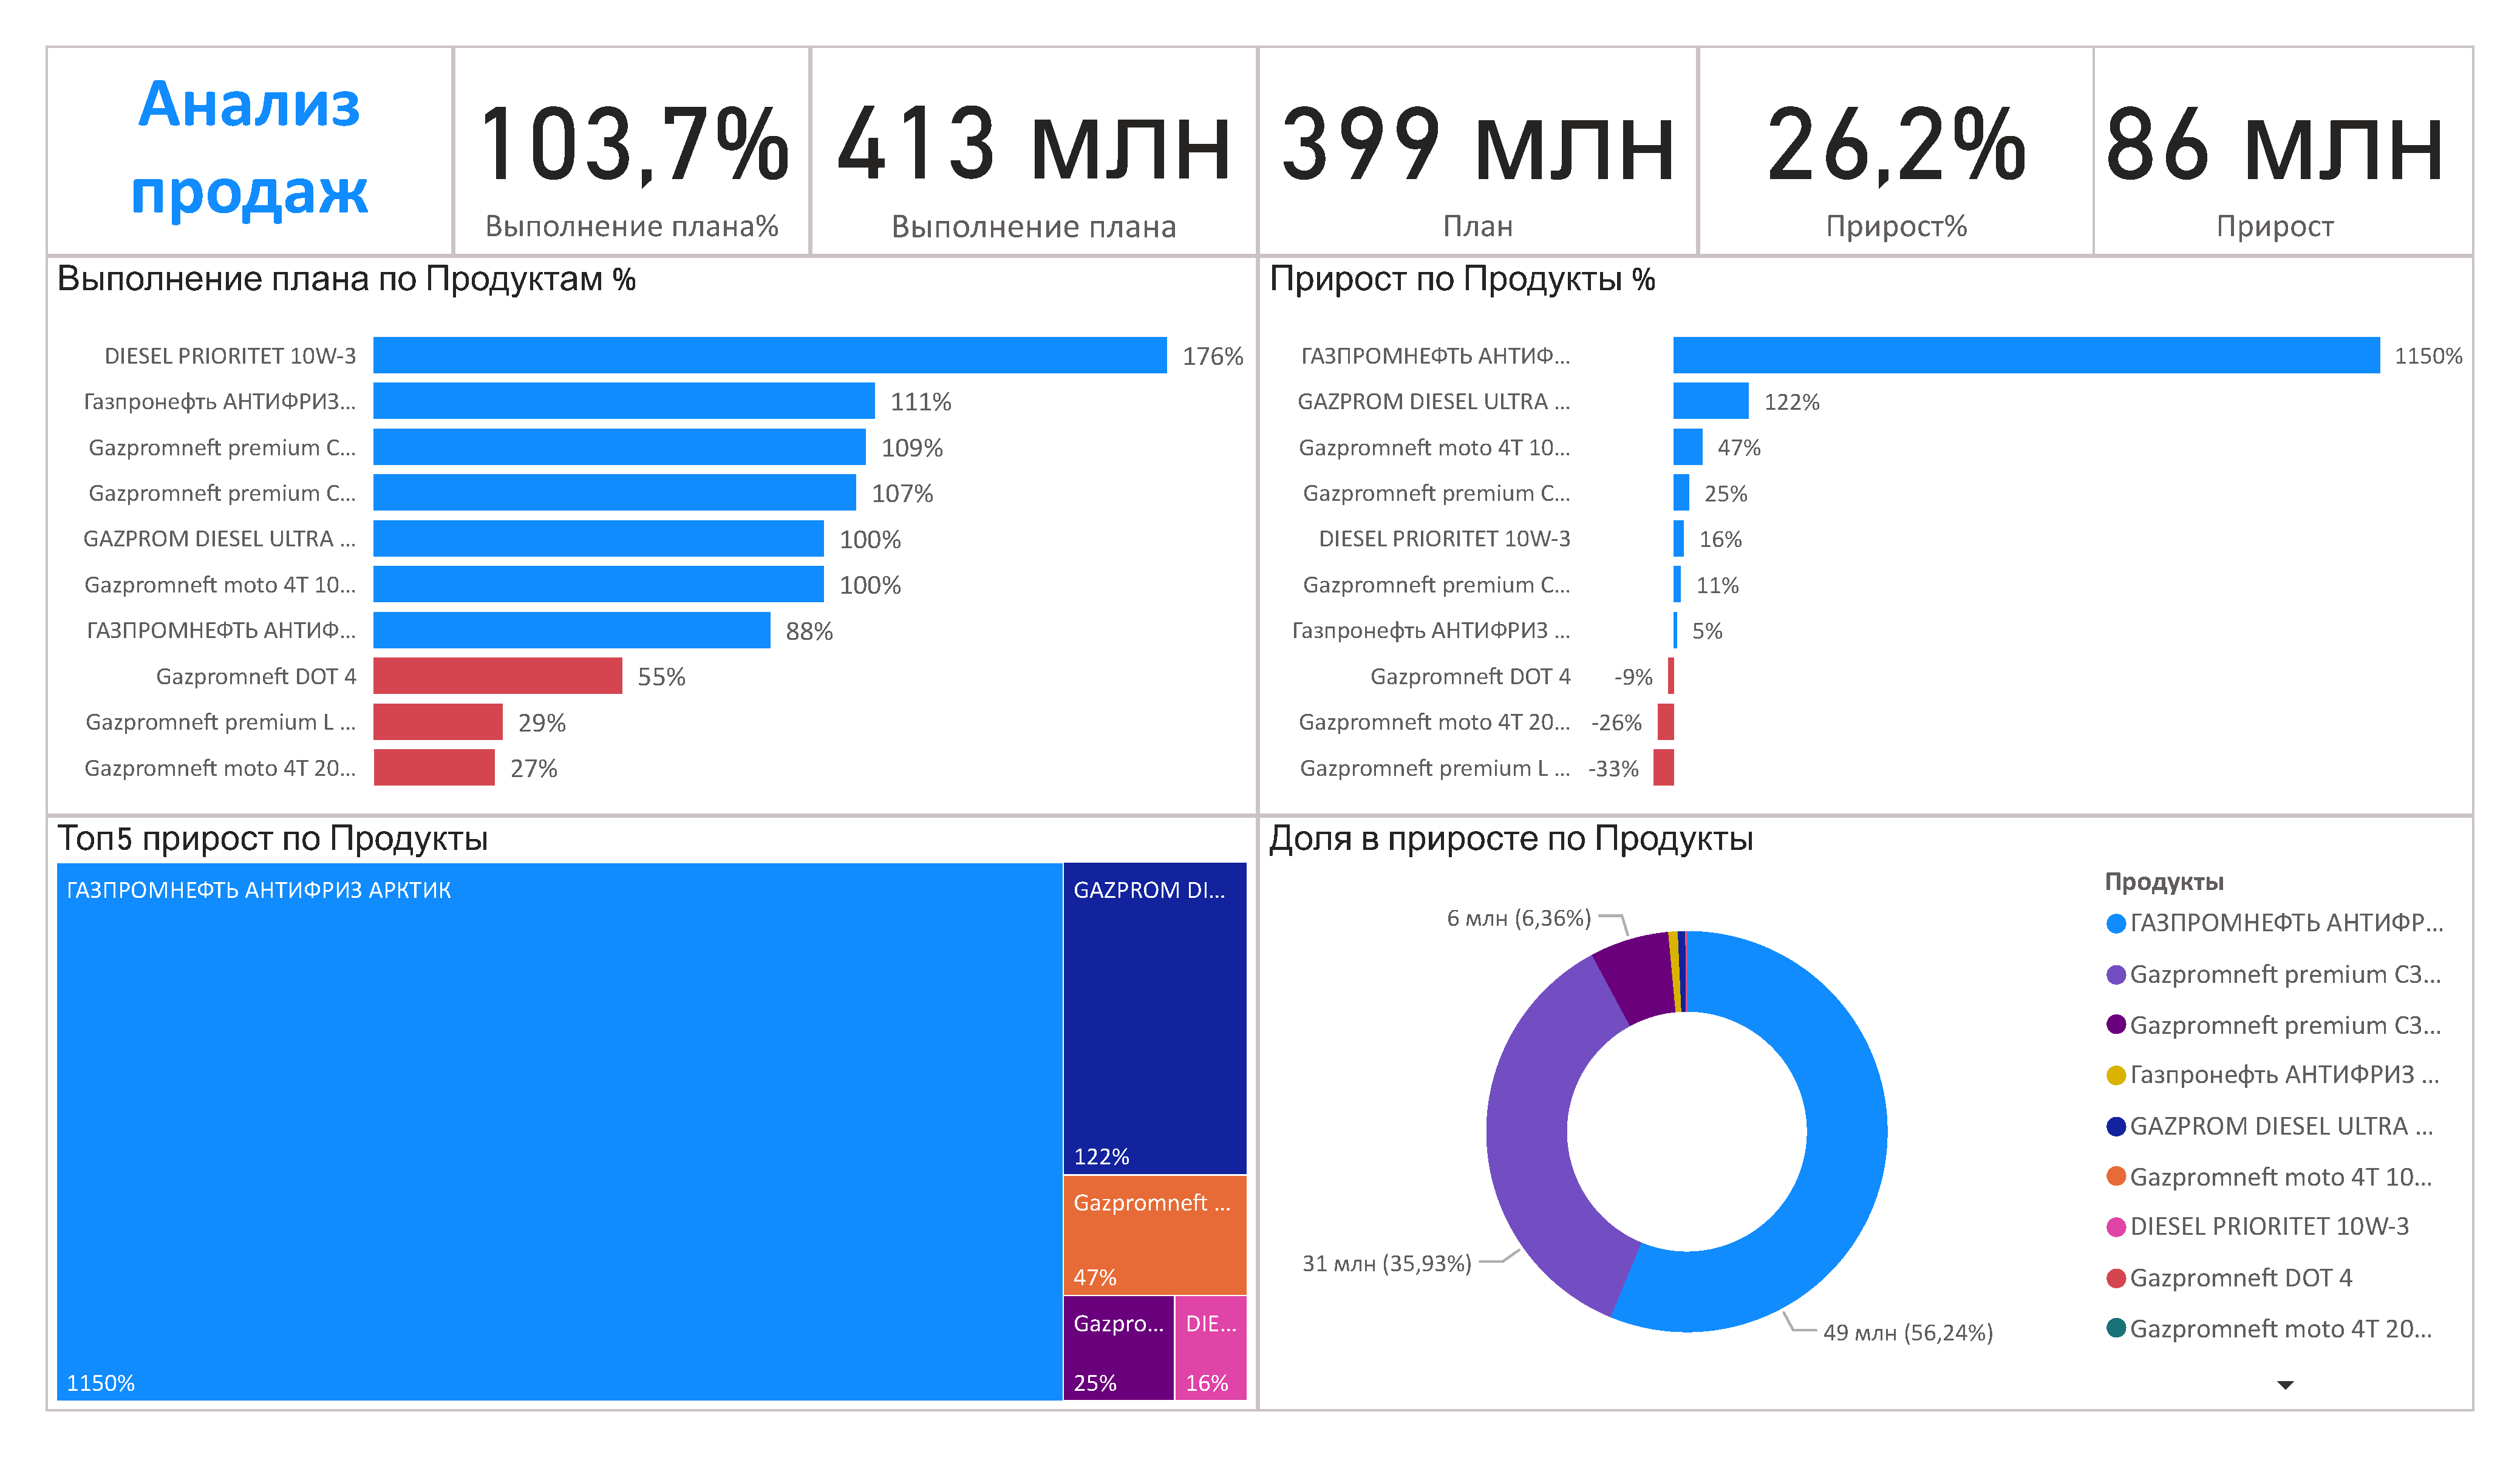 Анализ
продаж
103,7%
Выполнение плана%
413 млн
Выполнение плана
399 млн
План
26,2%
Прирост%
86 млн
Прирост
Выполнение плана по Продуктам %
DIESEL PRIORITET 10W-3 176%
Газпронефть АНТИФРИЗ... 111%
Gazpromneft premium C... 109%
Gazpromneft premium C... 107%
GAZPROM DIESEL ULTRA ... 100%
Gazpromneft moto 4T 10... 100%
ГАЗПРОМНЕФТЬ АНТИФ... 88%
Gazpromneft DOT 4 55%
Gazpromneft premium L ... 29%
Gazpromneft moto 4T 20... 27%
Прирост по Продукты %
ГАЗПРОМНЕФТЬ АНТИФ... 1150%
GAZPROM DIESEL ULTRA ... 122%
Gazpromneft moto 4T 10... 47%
Gazpromneft premium C... 25%
DIESEL PRIORITET 10W-3 16%
Gazpromneft premium C... 11%
Газпронефть АНТИФРИЗ ... 5%
Gazpromneft DOT 4 -9%
Gazpromneft moto 4T 20... -26%
Gazpromneft premium L ... -33%
Топ5 прирост по Продукты
ГАЗПРОМНЕФТЬ АНТИФРИЗ АРКТИК
1150%
GAZPROM DI...
122%
Gazpromneft ...
47%
Gazpro...
25%
DIE...
16%
Доля в приросте по Продукты
6 млн (6,36%)
31 млн (35,93%)
49 млн (56,24%)
Продукты
ГАЗПРОМНЕФТЬ АНТИФР...
Gazpromneft premium C3...
Gazpromneft premium C3...
Газпронефть АНТИФРИЗ ...
GAZPROM DIESEL ULTRA ...
Gazpromneft moto 4T 10...
DIESEL PRIORITET 10W-3
Gazpromneft DOT 4
Gazpromneft moto 4T 20...